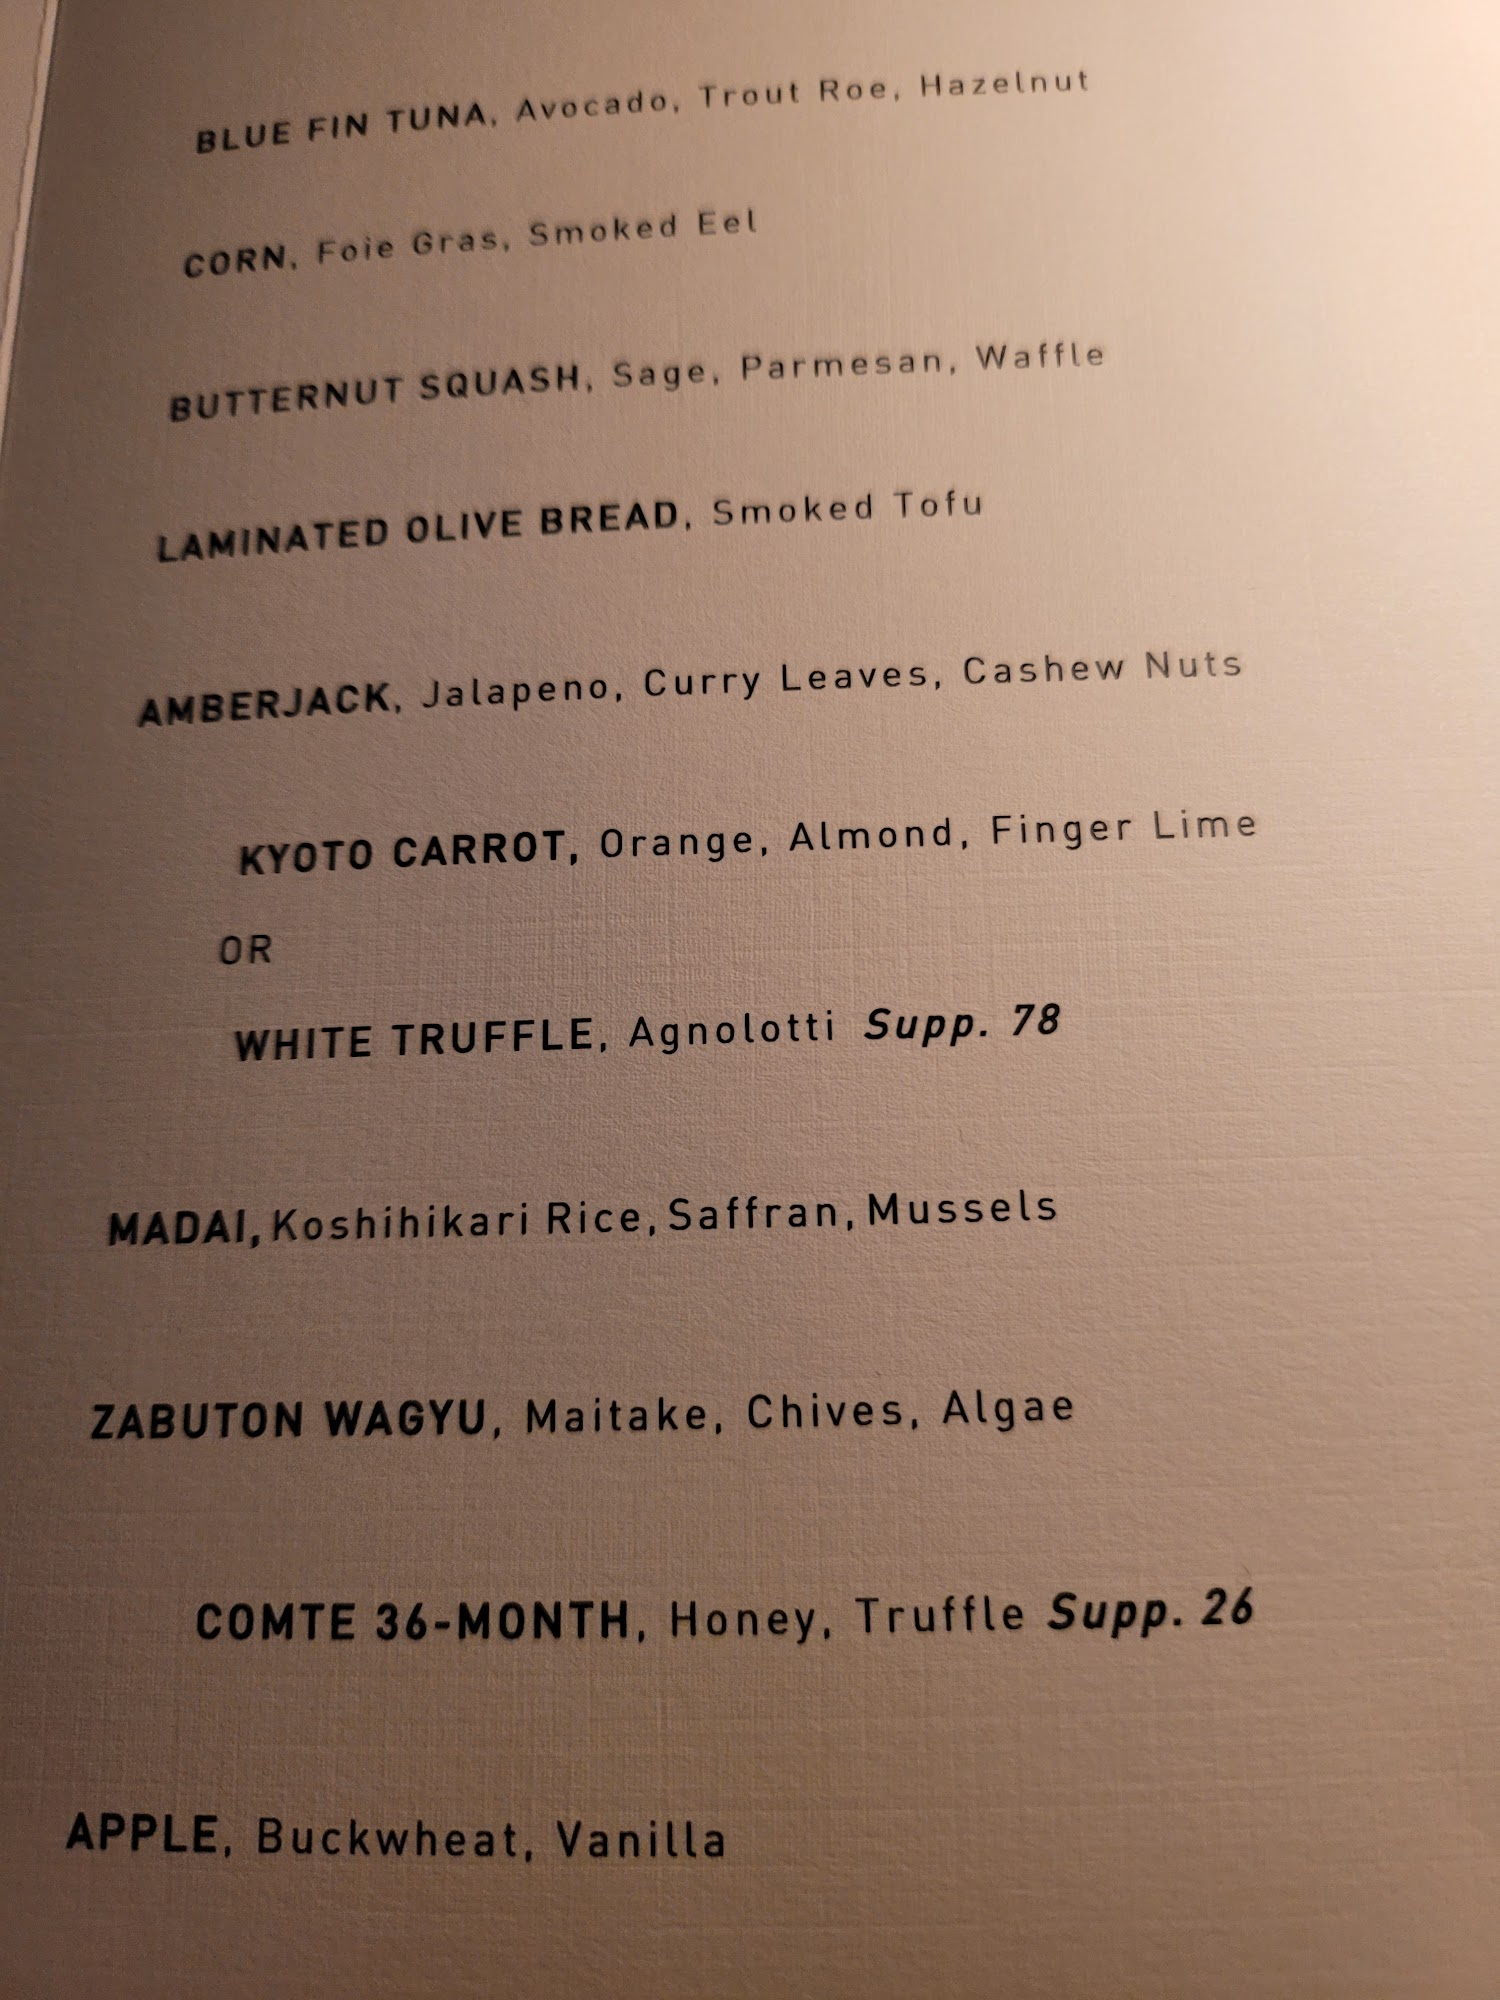 BLUE FIN TUNA, Avocado, Trout Roe, Hazelnut
CORN, Foie Gras, Smoked Eel
BUTTERNUT SQUASH, Sage, Parmesan, Waffle
LAMINATED OLIVE BREAD, Smoked Tofu
AMBERJACK, Jalapeno, Curry Leaves, Cashew Nuts
KYOTO CARROT, Orange, Almond, Finger Lime
OR
WHITE TRUFFLE, Agnolotti Supp. 78
MADAI, Koshihikari Rice, Saffran, Mussels
ZABUTON WAGYU, Maitake, Chives, Algae
COMTE 36-MONTH, Honey, Truffle Supp. 26
APPLE, Buckwheat, Vanilla